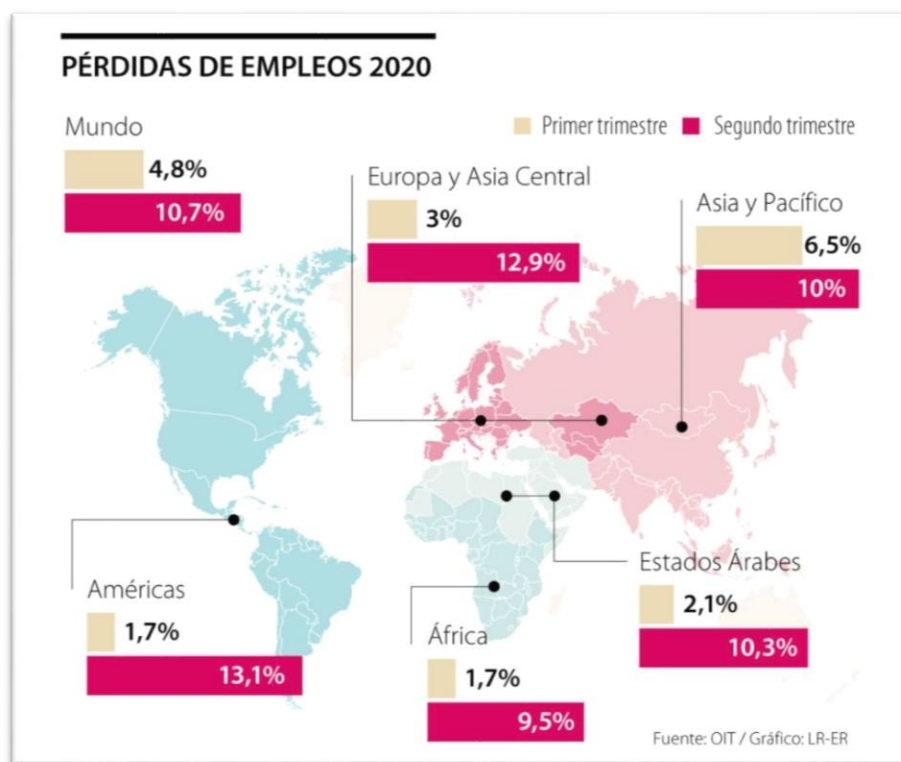 PÉRDIDAS DE EMPLEOS 2020
Primer trimestre Segundo trimestre
Mundo
4,8%
10,7%
Europa y Asia Central
3%
12,9%
Asia y Pacífico
6,5%
10%
Américas
1,7%
13,1%
África
1,7%
9,5%
Estados Árabes
2,1%
10,3%
Fuente: OIT / Gráfico: LR-ER